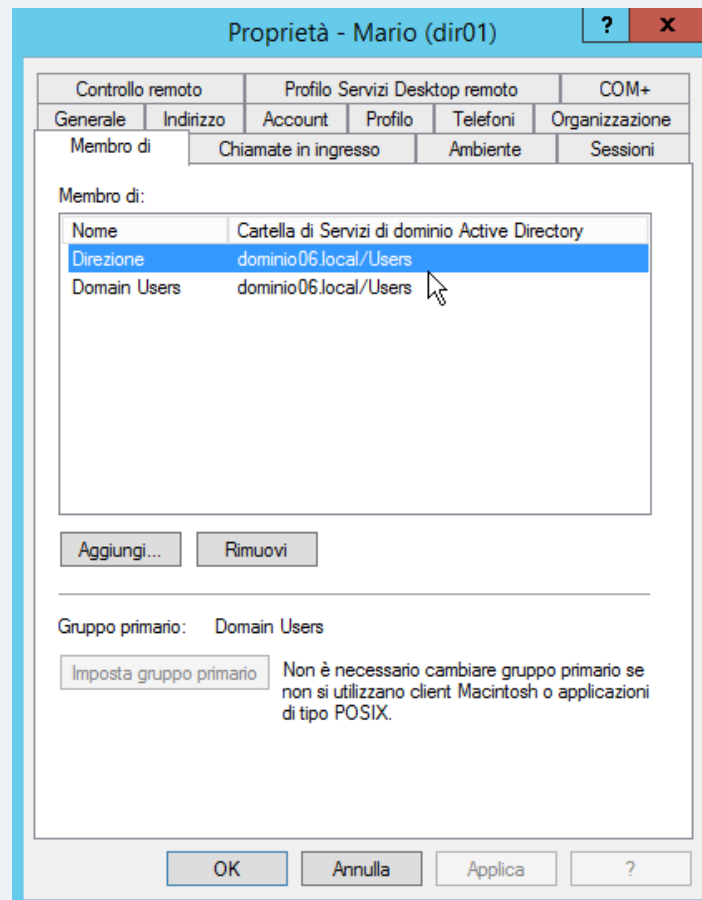 Proprietà - Mario (dir01)
?
x
Controllo remoto
Profilo Servizi Desktop remoto
COM+
Generale
Indirizzo
Account
Profilo
Telefoni
Organizzazione
Membro di
Chiamate in ingresso
Ambiente
Sessioni
Membro di:
Nome
Cartella di Servizi di dominio Active Directory
Direzione
dominio06.local/Users
Domain Users
dominio06.local/Users
Aggiungi...
Rimuovi
Gruppo primario:
Domain Users
Imposta gruppo primario
Non è necessario cambiare gruppo primario se
non si utilizzano client Macintosh o applicazioni
di tipo POSIX.
OK
Annulla
Applica
?